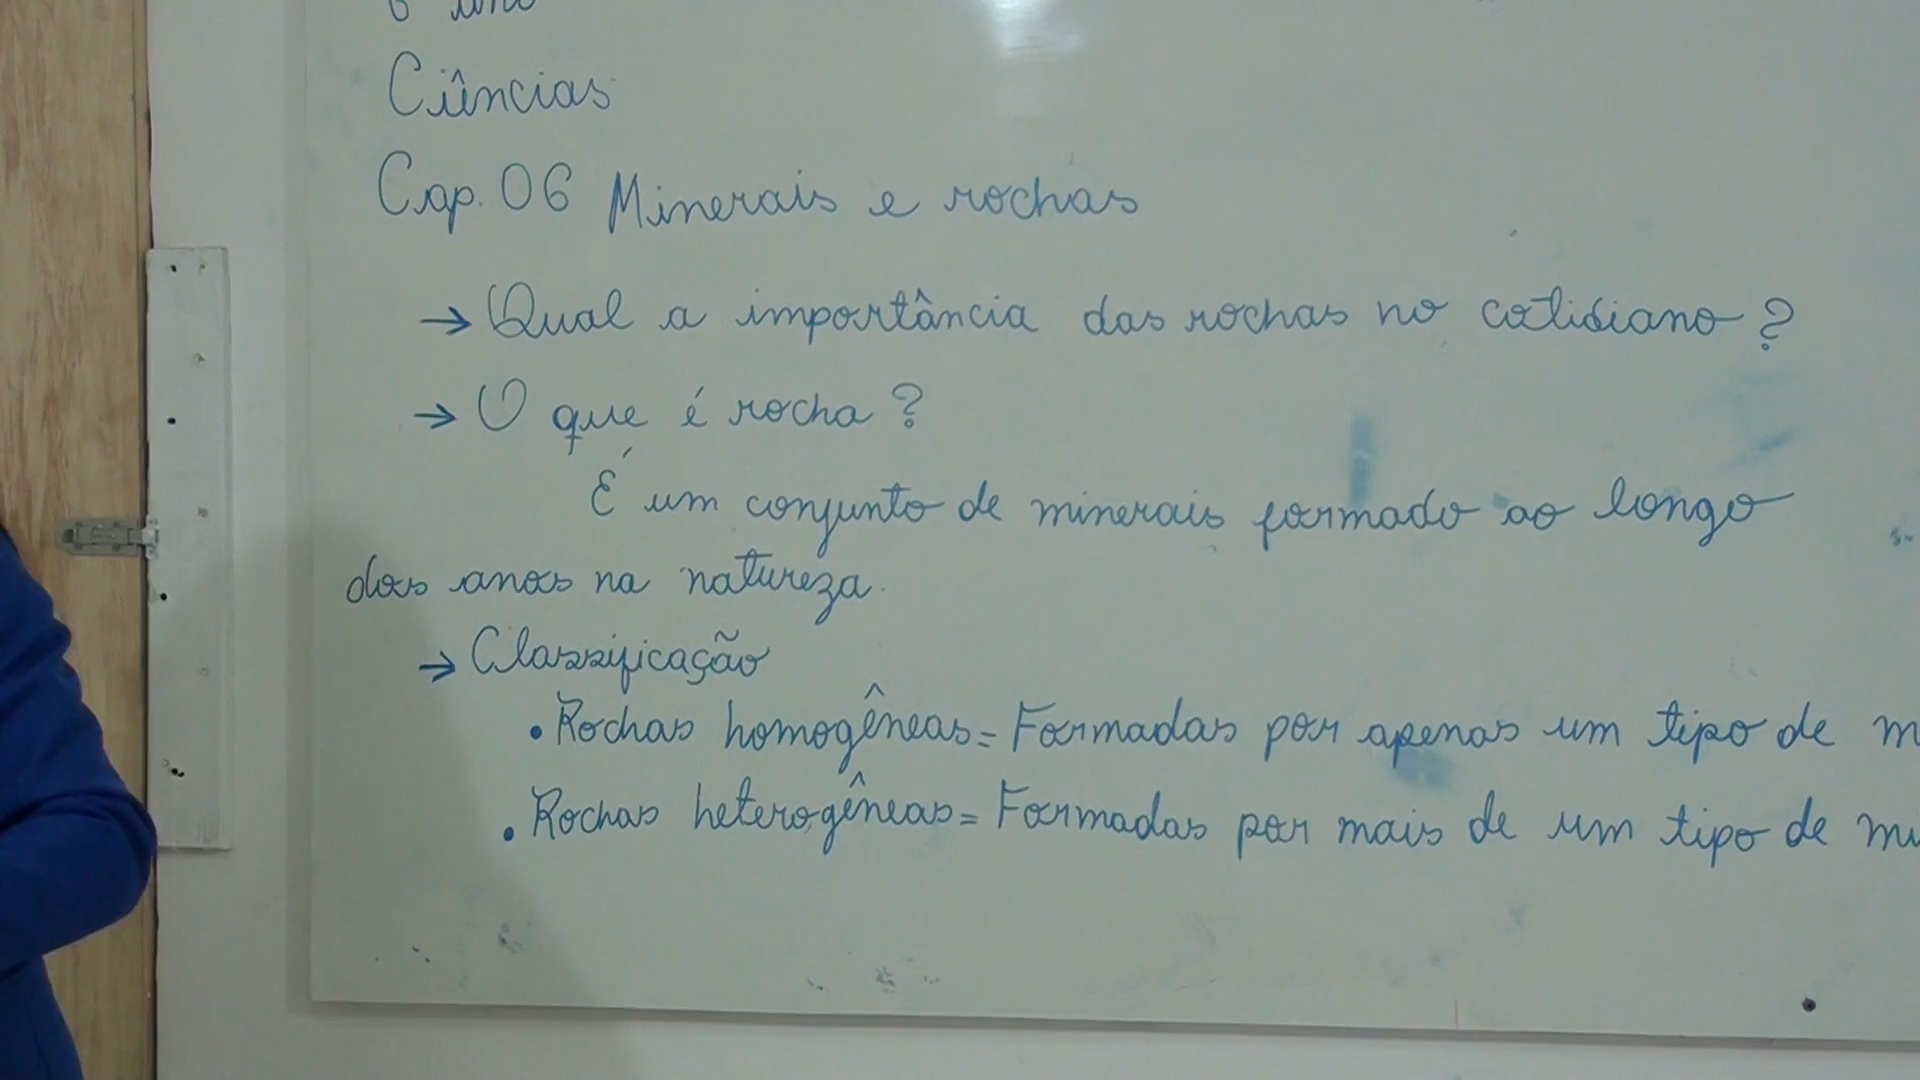 Ciências
Cap. 06 Minerais e rochas
→ Qual a importância das rochas no cotidiano?
→ O que é rocha?
É um conjunto de minerais formado ao longo
dos anos na natureza.
→ Classificação
• Rochas homogêneas = Formadas por apenas um tipo de
• Rochas heterogêneas = Formadas por mais de um tipo de